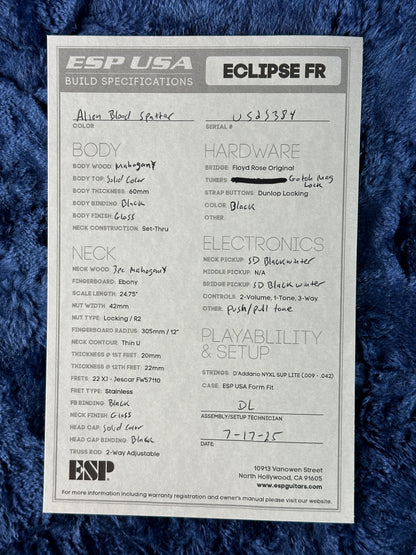 ESP USA
BUILD SPECIFICATIONS
ECLIPSE FR
Alien Blood Spatter
COLOR
US25384
SERIAL #
BODY
BODY WOOD: Mahogany
BODY TOP: Solid Color
BODY THICKNESS: 60mm
BODY BINDING: Black
BODY FINISH: Gloss
NECK CONSTRUCTION: Set-Thru
NECK
NECK WOOD: 3pc Mahogany
FINGERBOARD: Ebony
SCALE LENGTH: 24.75"
NUT WIDTH: 42mm
NUT TYPE: Locking / R2
FINGERBOARD RADIUS: 305mm / 12"
NECK CONTOUR: Thin U
THICKNESS @ 1ST FRET: 20mm
THICKNESS @ 12TH FRET: 22mm
FRETS: 22 XJ - Jescar FW57110
FRET TYPE: Stainless
FB BINDING: Black
NECK FINISH: Gloss
HEAD CAP: Solid Color
HEAD CAP BINDING: Black
TRUSS ROD: 2-Way Adjustable
HARDWARE
BRIDGE: Floyd Rose Original
TUNERS: Gotoh Mag Lock
STRAP BUTTONS: Dunlop Locking
COLOR: Black
OTHER:
ELECTRONICS
NECK PICKUP: SD Blackwinter
MIDDLE PICKUP: N/A
BRIDGE PICKUP: SD Blackwinter
CONTROLS: 2-Volume, 1-Tone, 3-Way
OTHER: push/pull tone
PLAYABLILITY
& SETUP
STRINGS: D'Addario NYXL SUP LITE (.009 - .042)
CASE: ESP USA Form Fit
DL
ASSEMBLY/SETUP TECHNICIAN
7-17-25
DATE:
ESP®
10913 Vanowen Street
North Hollywood, CA 91605
www.espguitars.com
For more information including warranty registration and owner's manual please visit our website.